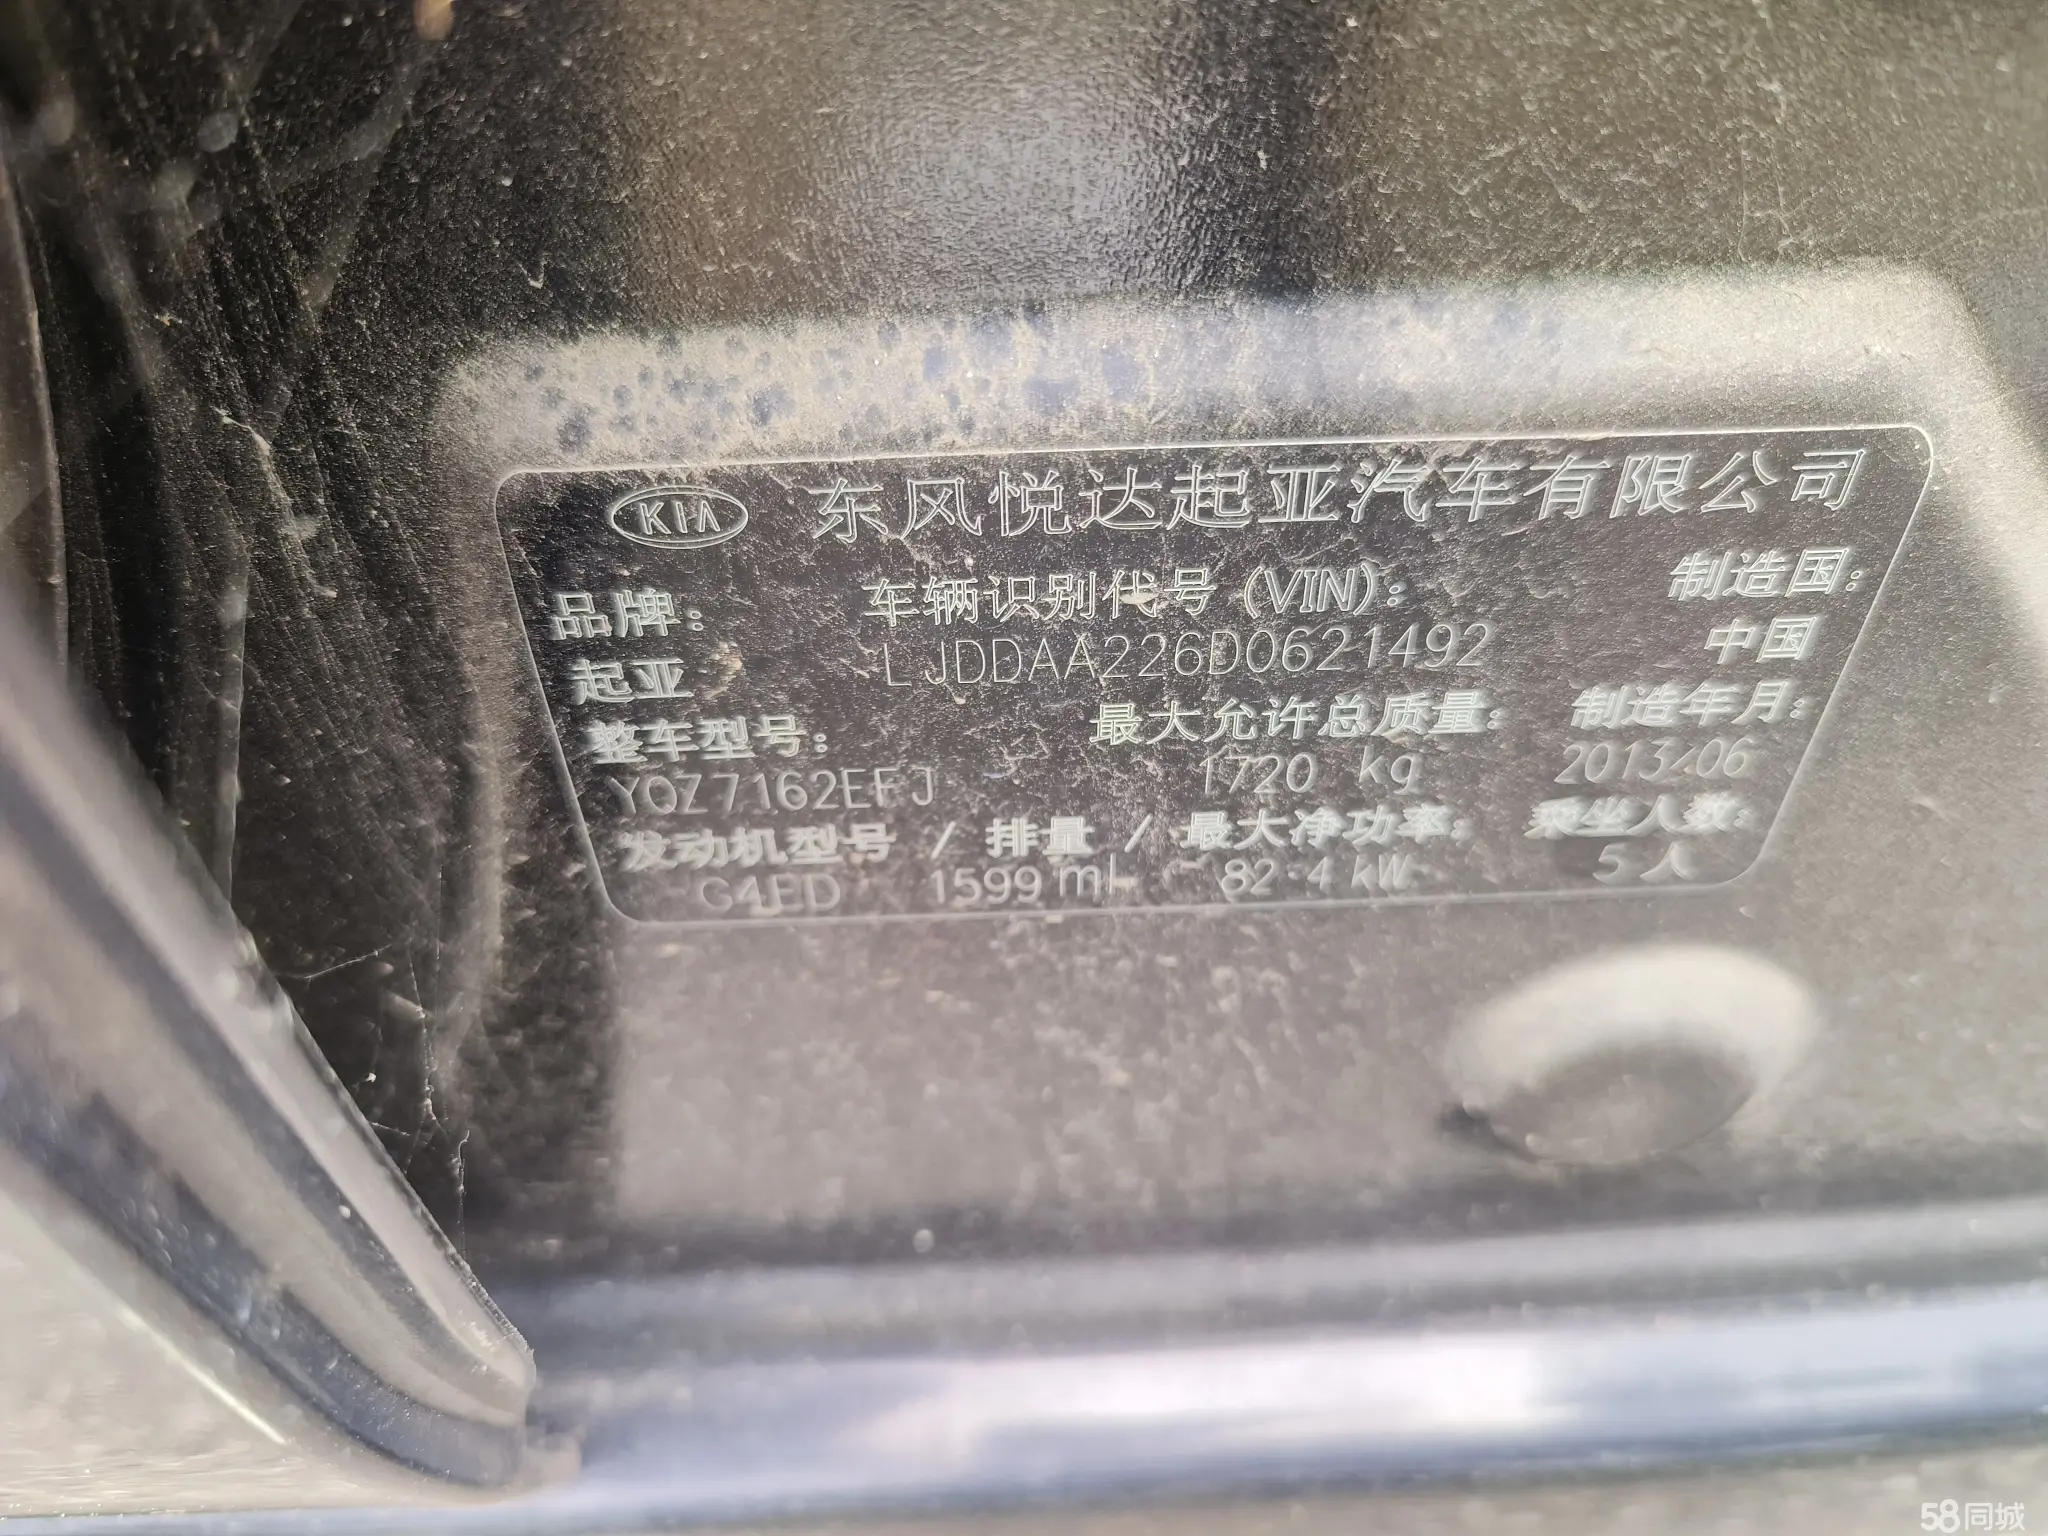 KIA 东风悦达起亚汽车有限公司
品牌: 车辆识别代号 (VIN): 制造国:
起亚 LJDDAA226D0621492 中国
整车型号: 最大允许总质量: 制造年月:
YQZ7162EFJ 1720 kg 2013/06
发动机型号 / 排量 / 最大净功率: 乘坐人数:
G4ED 1599 ml 82.4 kW 5人
58同城